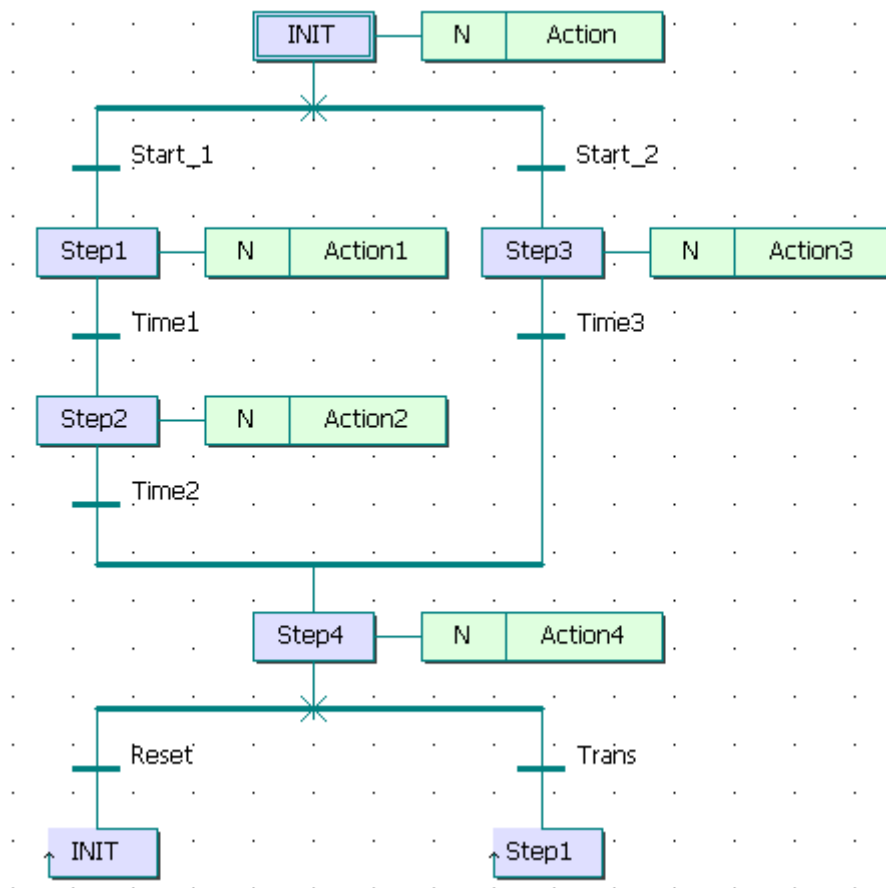 INIT N Action
Start_1 Start_2
Step1 N Action1 Step3 N Action3
Time1 Time3
Step2 N Action2
Time2
Step4 N Action4
Reset Trans
INIT Step1